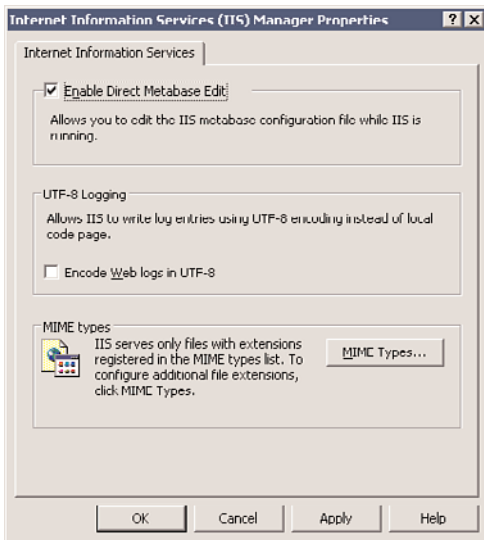 Internet Information Services (IIS) Manager Properties
Internet Information Services
Enable Direct Metabase Edit
Allows you to edit the IIS metabase configuration file while IIS is
running.
UTF-8 Logging
Allows IIS to write log entries using UTF-8 encoding instead of local
code page.
Encode Web logs in UTF-8
MIME types
IIS serves only files with extensions
registered in the MIME types list. To
configure additional file extensions,
click MIME Types.
MIME Types...
OK
Cancel
Apply
Help